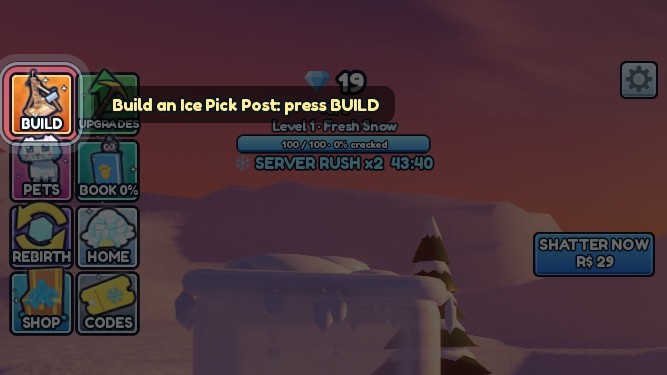 19
BUILD
UPGRADES
Build an Ice Pick Post: press BUILD
Level 1 · Fresh Snow
100 / 100 · 0% cracked
SERVER RUSH x2 43:40
PETS
BOOK 0%
REBIRTH
HOME
SHATTER NOW
R$ 29
SHOP
CODES